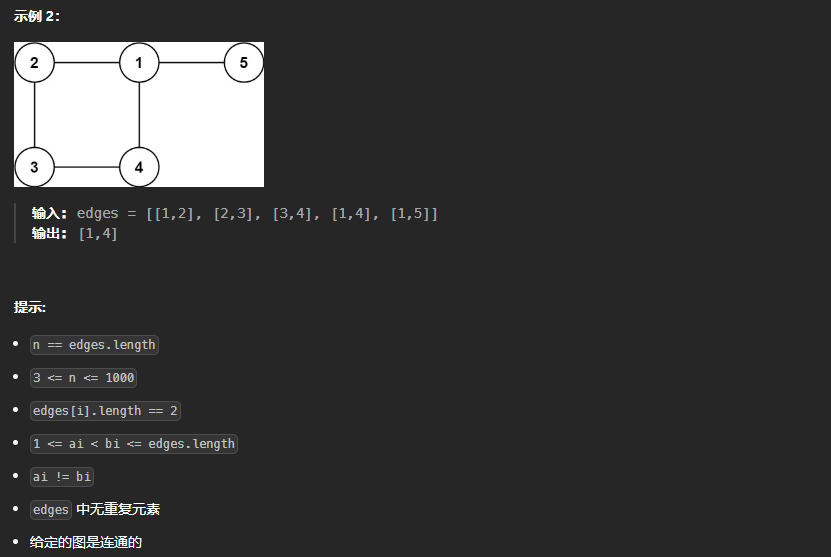 示例 2:
2 1 5
3 4
输入: edges = [[1,2], [2,3], [3,4], [1,4], [1,5]]
输出: [1,4]
提示:
n == edges.length
3 <= n <= 1000
edges[i].length == 2
1 <= ai < bi <= edges.length
ai != bi
edges 中无重复元素
给定的图是连通的